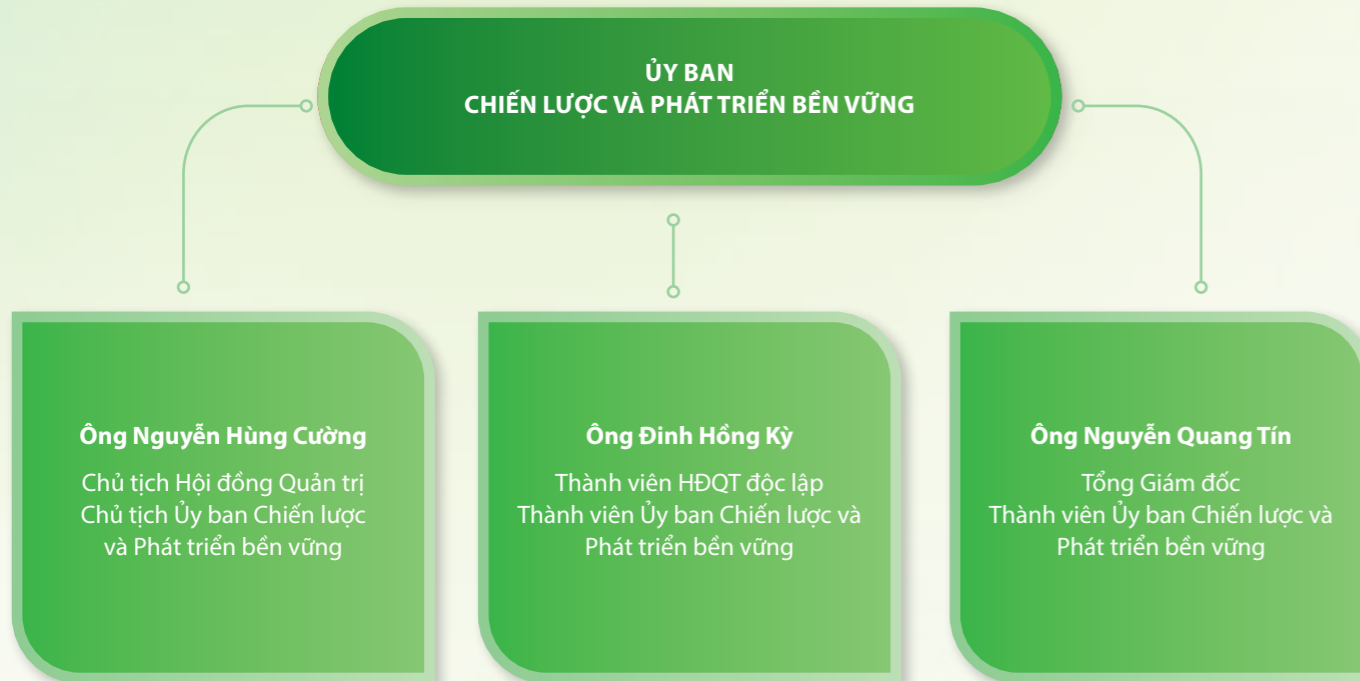 ỦY BAN
CHIẾN LƯỢC VÀ PHÁT TRIỂN BỀN VỮNG
Ông Nguyễn Hùng Cường
Chủ tịch Hội đồng Quản trị
Chủ tịch Ủy ban Chiến lược
và Phát triển bền vững
Ông Đinh Hồng Kỳ
Thành viên HĐQT độc lập
Thành viên Ủy ban Chiến lược và
Phát triển bền vững
Ông Nguyễn Quang Tín
Tổng Giám đốc
Thành viên Ủy ban Chiến lược và
Phát triển bền vững